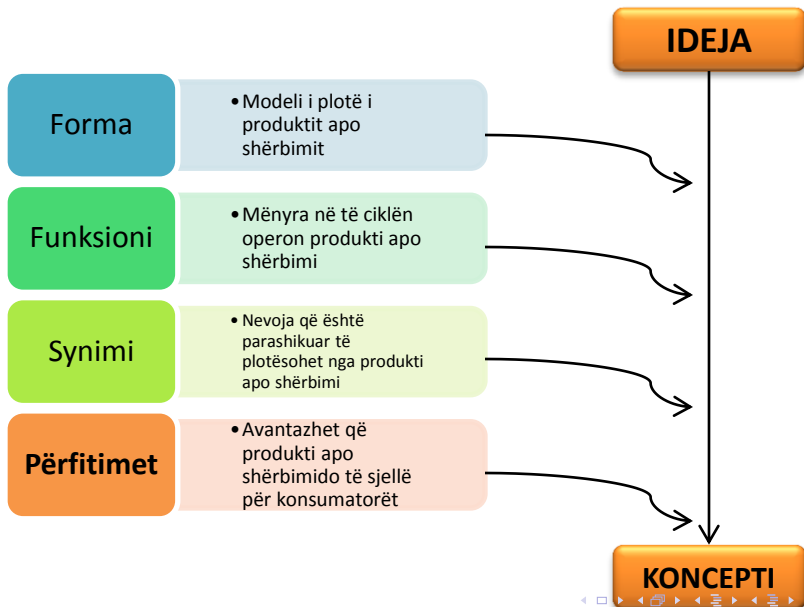 IDEJA
Forma
•Modeli i plotë i
produktit apo
shërbimit
Funksioni
•Mënyra në të ciklën
operon produkti apo
shërbimi
Synimi
• Nevoja që është
parashikuar të
plotësohet nga produkti
apo shërbimi
Përfitimet
•Avantazhet që
produkti apo
shërbimido të sjellë
për konsumatorët
KONCEPTI